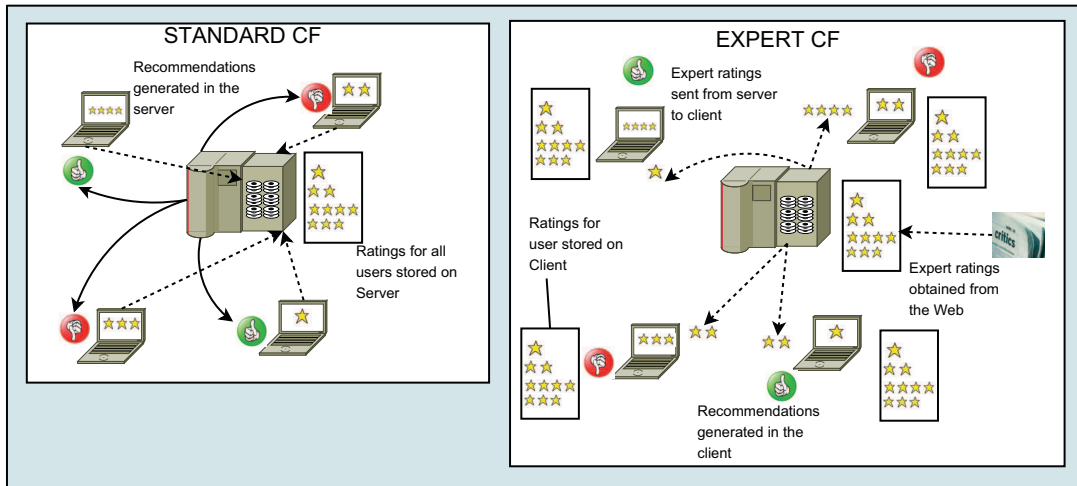 STANDARD CF
Recommendations
generated in the
server
Ratings for all
users stored on
Server
EXPERT CF
Expert ratings
sent from server
to client
Ratings for
user stored on
Client
critics
Expert ratings
obtained from
the Web
Recommendations
generated in the
client